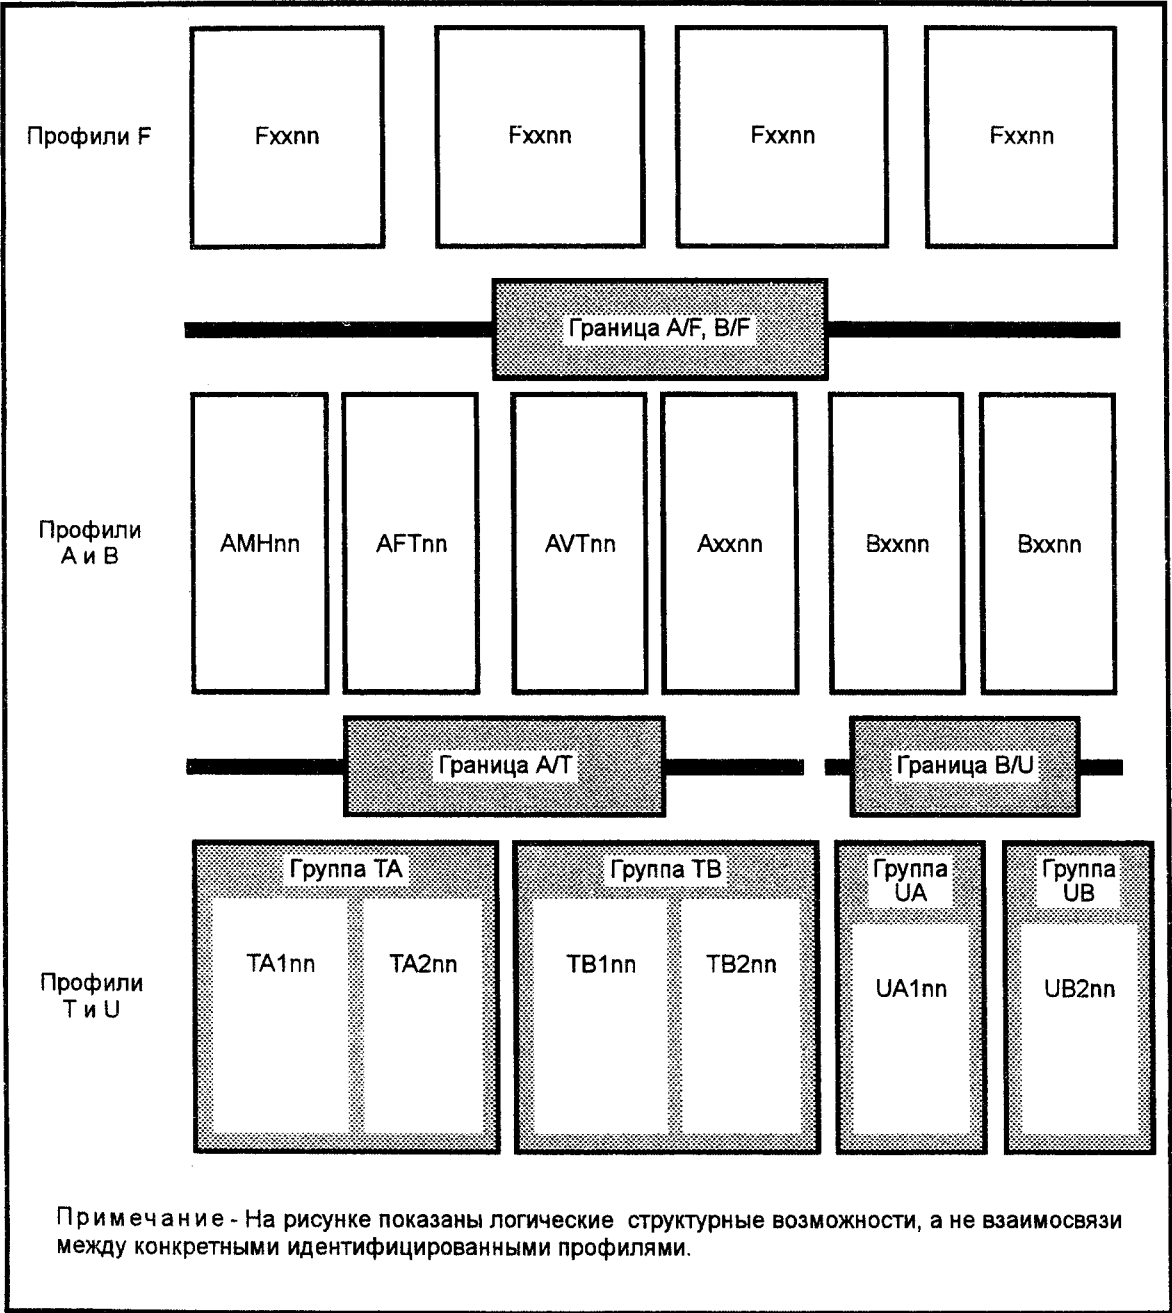 Профили F
Fxxnn
Fxxnn
Fxxnn
Fxxnn
Граница A/F, B/F
Профили
А и В
AMHnn
AFTnn
AVTnn
Axxnn
Bxxnn
Bxxnn
Граница A/T
Граница B/U
Профили
T и U
Группа TA
TA1nn
TA2nn
Группа TB
TB1nn
TB2nn
Группа
UA
UA1nn
Группа
UB
UB2nn
Примечание - На рисунке показаны логические структурные возможности, а не взаимосвязи
между конкретными идентифицированными профилями.